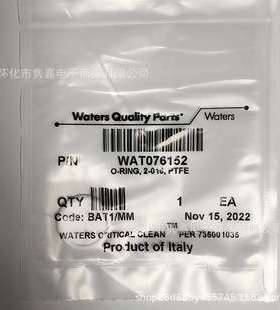 Waters Quality Parts
Waters
P/N WAT076152
O-RING, 2-016, PTFE
QTY 1 EA
Code: BAT1/MM Nov 15, 2022
WATERS CRITICAL CLEAN ™ PER 735001035
Product of Italy